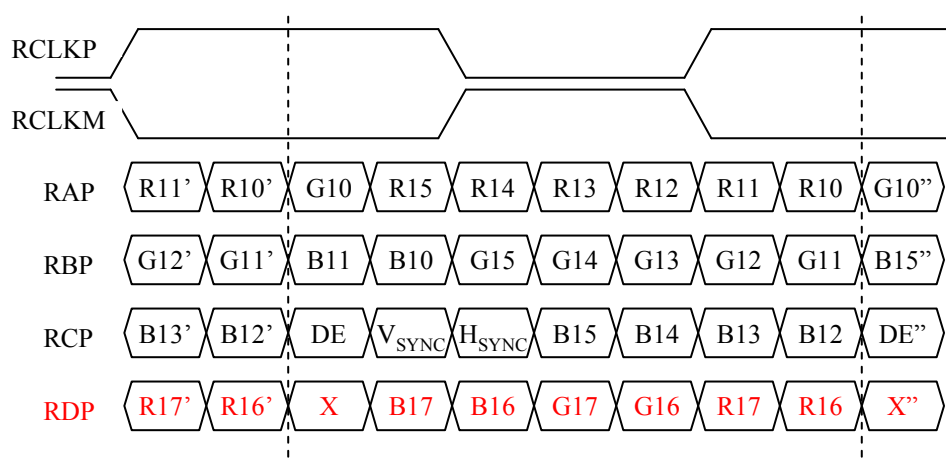 RCLKP
RCLKM
RAP R11’ R10’ G10 R15 R14 R13 R12 R11 R10 G10”
RBP G12’ G11’ B11 B10 G15 G14 G13 G12 G11 B15”
RCP B13’ B12’ DE VSYNC HSYNC B15 B14 B13 B12 DE”
RDP R17’ R16’ X B17 B16 G17 G16 R17 R16 X”